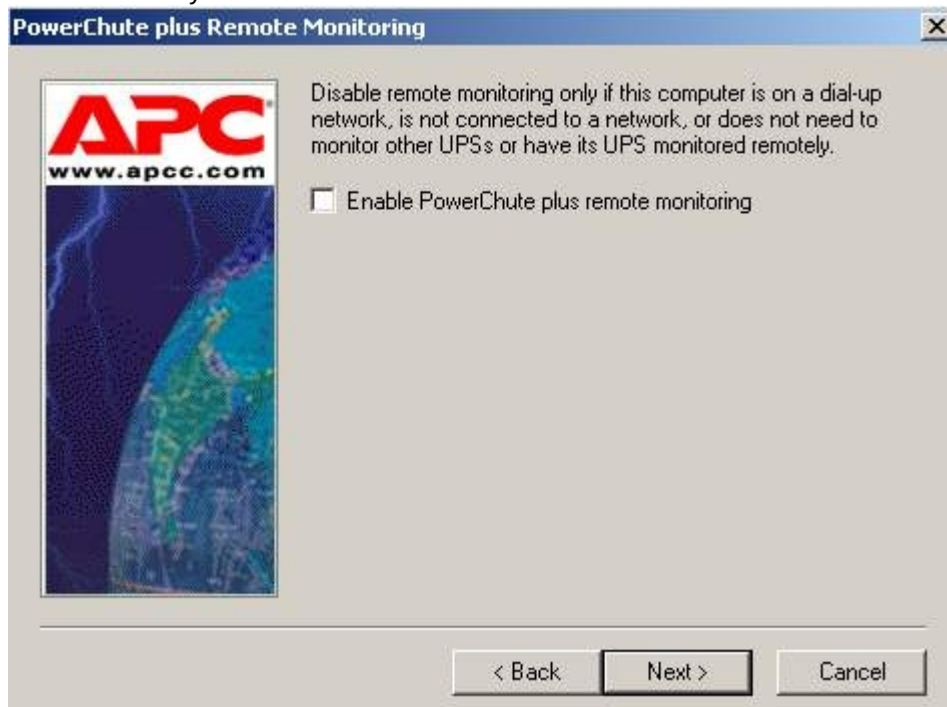 PowerChute plus Remote Monitoring
APC
www.apcc.com
Disable remote monitoring only if this computer is on a dial-up
network, is not connected to a network, or does not need to
monitor other UPSs or have its UPS monitored remotely.
Enable PowerChute plus remote monitoring
< Back
Next >
Cancel